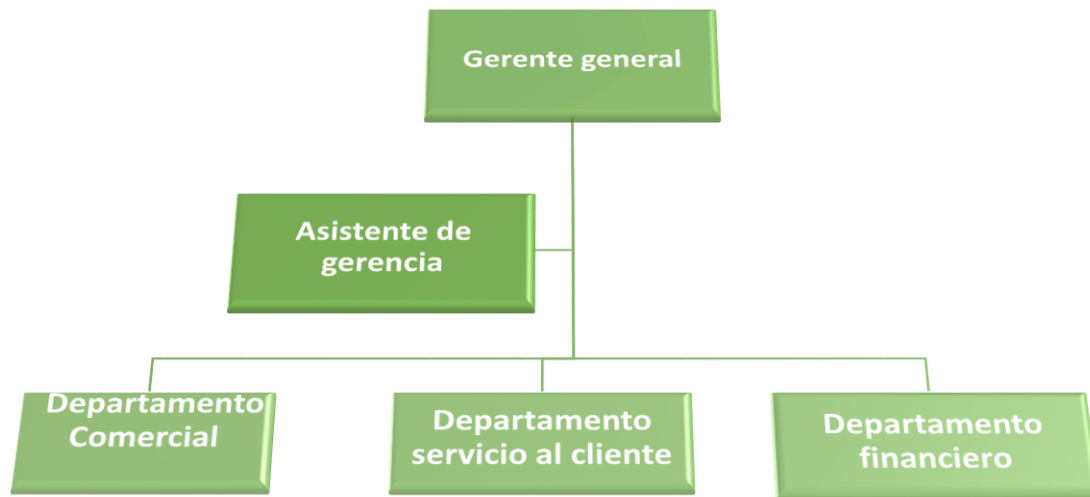 Gerente general
Asistente de
gerencia
Departamento
Comercial
Departamento
servicio al cliente
Departamento
financiero